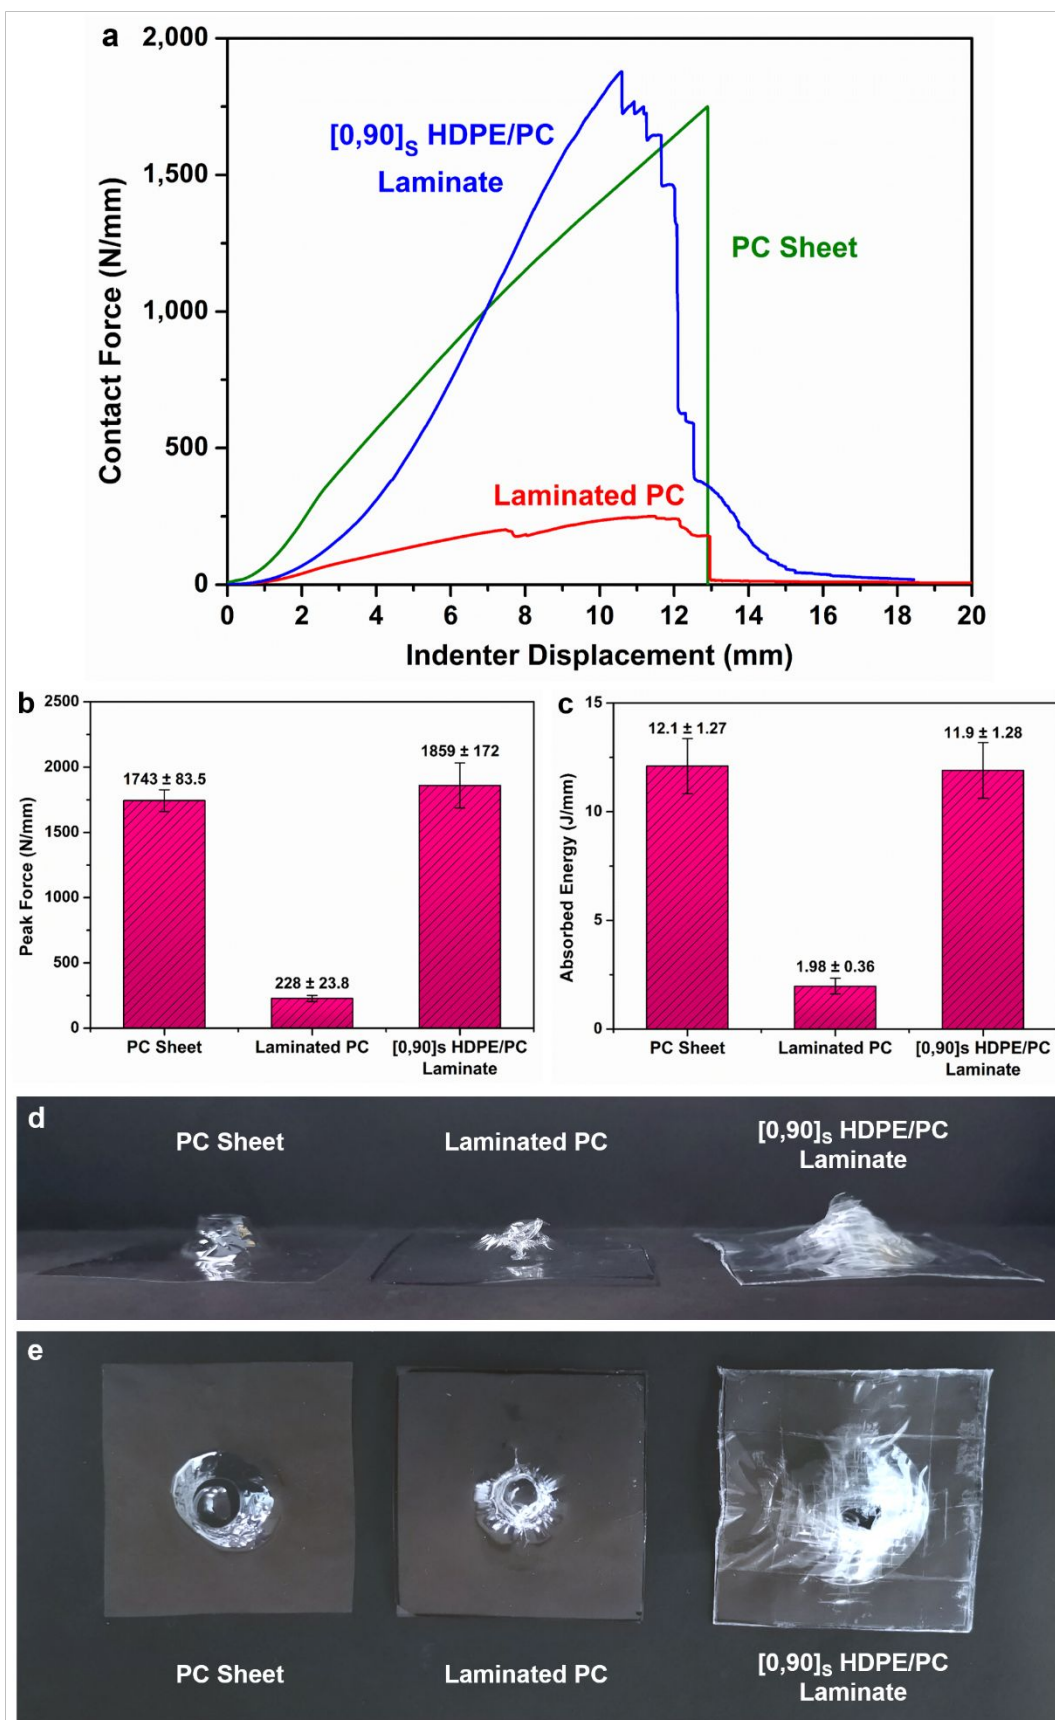 a
2,000
1,500
1,000
500
0
Contact Force (N/mm)
[0,90]S HDPE/PC
Laminate
PC Sheet
Laminated PC
0 2 4 6 8 10 12 14 16 18 20
Indenter Displacement (mm)
b
2500
2000
1500
1000
500
0
Peak Force (N/mm)
1743 ± 83.5
228 ± 23.8
1859 ± 172
PC Sheet
Laminated PC
[0,90]s HDPE/PC
Laminate
c
15
10
5
0
Absorbed Energy (J/mm)
12.1 ± 1.27
1.98 ± 0.36
11.9 ± 1.28
PC Sheet
Laminated PC
[0,90]s HDPE/PC
Laminate
d
PC Sheet
Laminated PC
[0,90]S HDPE/PC
Laminate
e
PC Sheet
Laminated PC
[0,90]S HDPE/PC
Laminate